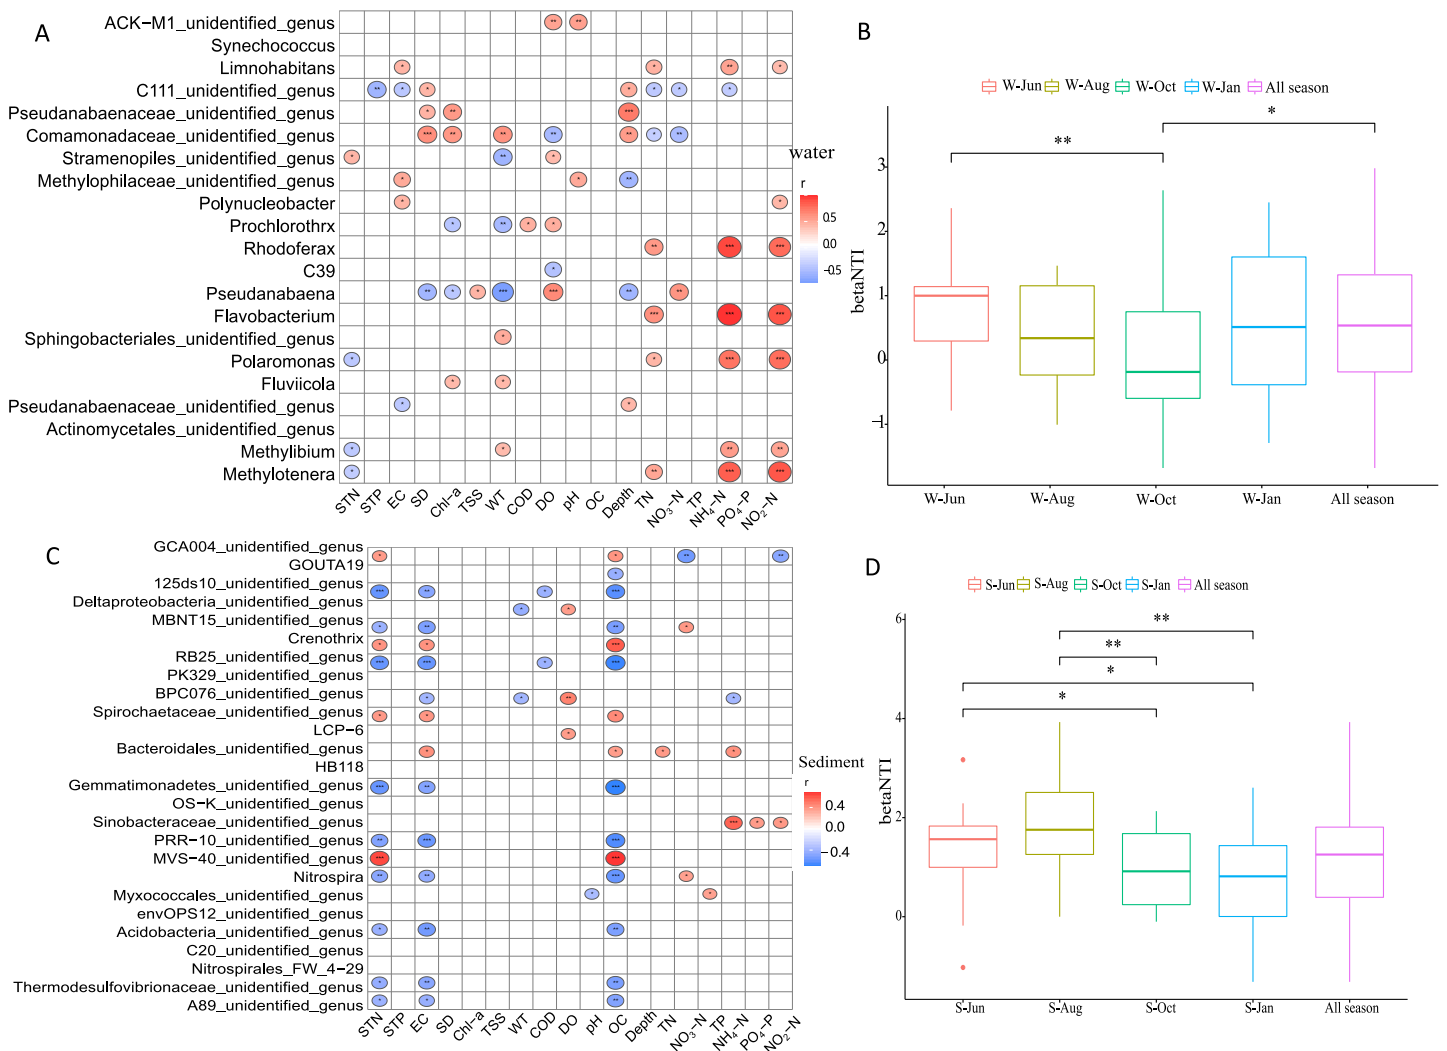 A
ACK−M1_unidentified_genus
Synechococcus
Limnohabitans
C111_unidentified_genus
Pseudanabaenaceae_unidentified_genus
Comamonadaceae_unidentified_genus
Stramenopiles_unidentified_genus
Methylophilaceae_unidentified_genus
Polynucleobacter
Prochlorothrx
Rhodoferax
C39
Pseudanabaena
Flavobacterium
Sphingobacteriales_unidentified_genus
Polaromonas
Fluviicola
Pseudanabaenaceae_unidentified_genus
Actinomycetales_unidentified_genus
Methylibium
Methylotenera
STN STP EC SD Chl−a TSS WT COD DO pH OC Depth TN NO₃−N TP NH₄−N PO₄−P NO₂−N
water
r
0.5
0.0
−0.5
B
W-Jun W-Aug W-Oct W-Jan All season
betaNTI
3
2
1
0
−1
** *
W-Jun W-Aug W-Oct W-Jan All season
C
GCA004_unidentified_genus
GOUTA19
125ds10_unidentified_genus
Deltaproteobacteria_unidentified_genus
MBNT15_unidentified_genus
Crenothrix
RB25_unidentified_genus
PK329_unidentified_genus
BPC076_unidentified_genus
Spirochaetaceae_unidentified_genus
LCP−6
Bacteroidales_unidentified_genus
HB118
Gemmatimonadetes_unidentified_genus
OS−K_unidentified_genus
Sinobacteraceae_unidentified_genus
PRR−10_unidentified_genus
MVS−40_unidentified_genus
Nitrospira
Myxococcales_unidentified_genus
envOPS12_unidentified_genus
Acidobacteria_unidentified_genus
C20_unidentified_genus
Nitrospirales_FW_4−29
Thermodesulfovibrionaceae_unidentified_genus
A89_unidentified_genus
STN STP EC SD Chl−a TSS WT COD DO pH OC Depth TN NO₃−N TP NH₄−N PO₄−P NO₂−N
Sediment
r
0.4
0.0
−0.4
D
S-Jun S-Aug S-Oct S-Jan All season
betaNTI
6
4
2
0
**
**
*
*
S-Jun S-Aug S-Oct S-Jan All season